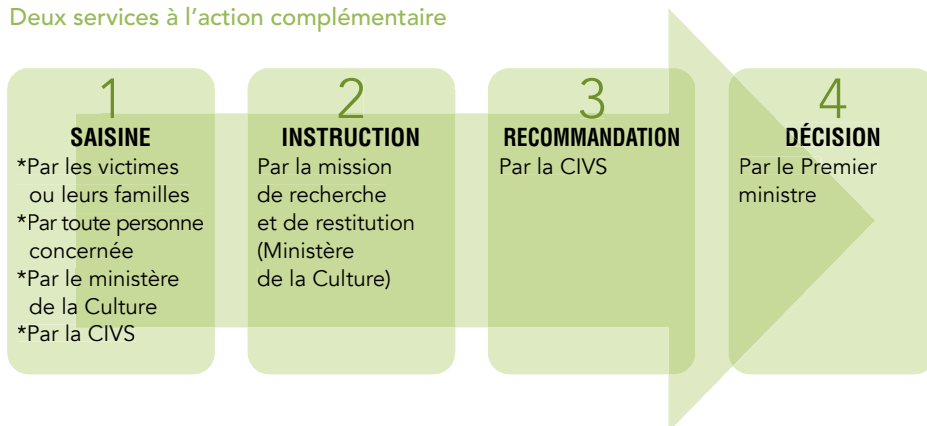 Deux services à l'action complémentaire
1
SAISINE
*Par les victimes
ou leurs familles
*Par toute personne
concernée
*Par le ministère
de la Culture
*Par la CIVS
2
INSTRUCTION
Par la mission
de recherche
et de restitution
(Ministère
de la Culture)
3
RECOMMANDATION
Par la CIVS
4
DÉCISION
Par le Premier
ministre